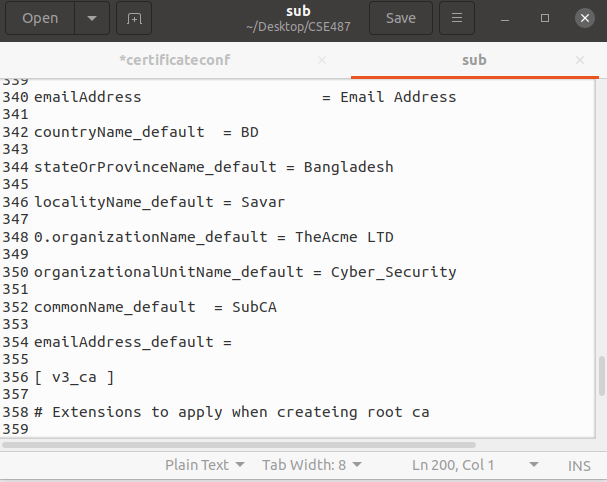 Open
sub
~/Desktop/CSE487
Save
*certificateconf
sub
339
340 emailAddress = Email Address
341
342 countryName_default = BD
343
344 stateOrProvinceName_default = Bangladesh
345
346 localityName_default = Savar
347
348 0.organizationName_default = TheAcme LTD
349
350 organizationalUnitName_default = Cyber_Security
351
352 commonName_default = SubCA
353
354 emailAddress_default =
355
356 [ v3_ca ]
357
358 # Extensions to apply when createing root ca
359
Plain Text Tab Width: 8 Ln 200, Col 1 INS